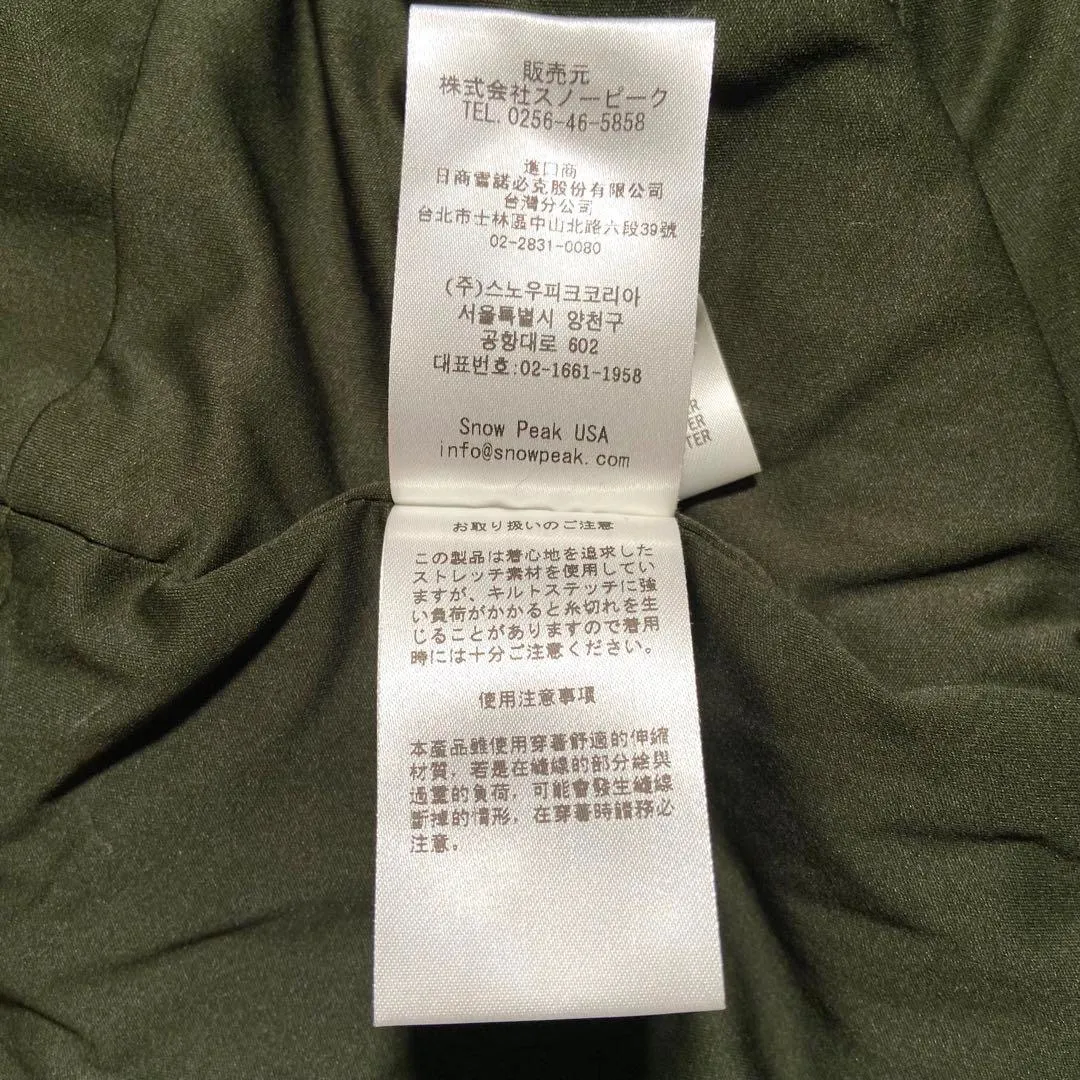 販売元
株式会社スノーピーク
TEL. 0256-46-5858
進口商
日商雪諾必克股份有限公司
台灣分公司
台北市士林區中山北路六段39號
02-2831-0080
(주)스노우피크코리아
서울특별시 양천구
공항대로 602
대표번호:02-1661-1958
Snow Peak USA
info@snowpeak.com
ER
ER
TER
お取り扱いのご注意
この製品は着心地を追求した
ストレッチ素材を使用してい
ますが、キルトステッチに強
い負荷がかかると糸切れを生
じることがありますので着用
時には十分ご注意ください。
使用注意事項
本產品雖使用穿著舒適的伸縮
材質，若是在縫線的部分給與
過重的負荷，可能會發生縫線
斷掉的情形，在穿著時請務必
注意。